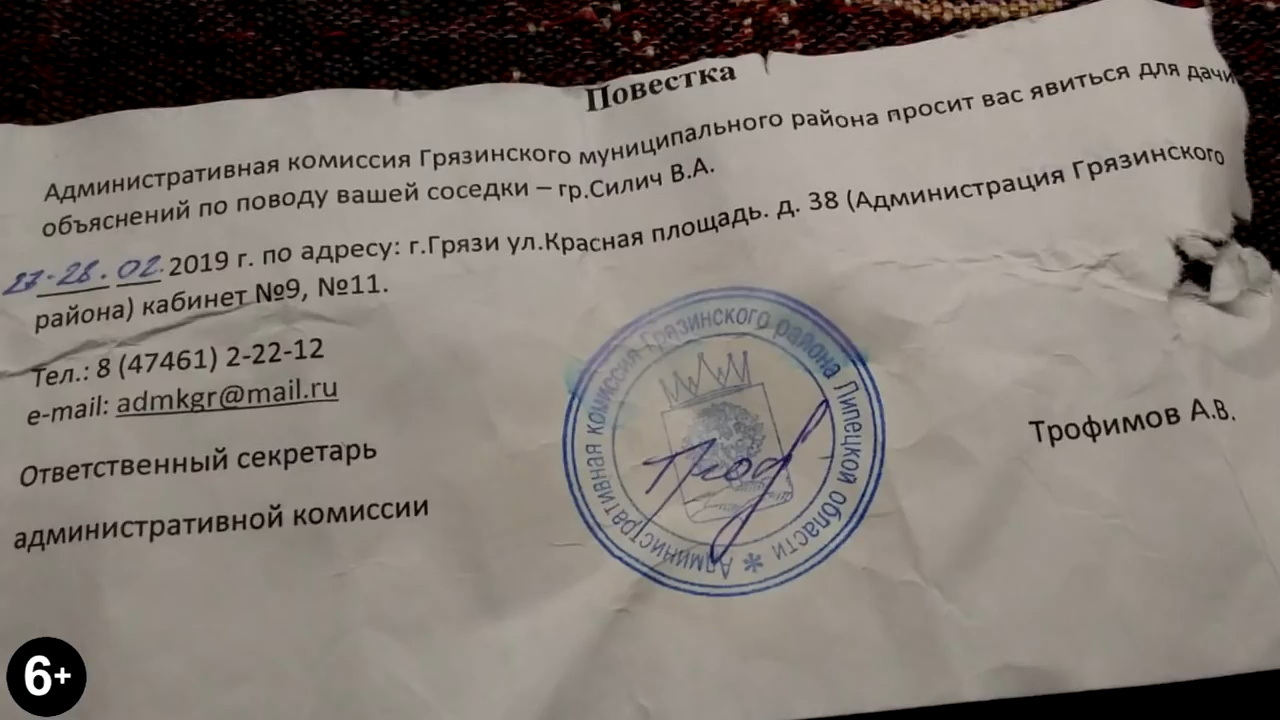 Повестка
Административная комиссия Грязинского муниципального района просит вас явиться для дачи
объяснений по поводу вашей соседки – гр.Силич В.А.
27-28. 02. 2019 г. по адресу: г.Грязи ул.Красная площадь. д. 38 (Администрация Грязинского
района) кабинет №9, №11.
Тел.: 8 (47461) 2-22-12
e-mail: admkgr@mail.ru
Ответственный секретарь
административной комиссии
Административная комиссия Грязинского района Липецкой области *
Трофимов А.В.
6+